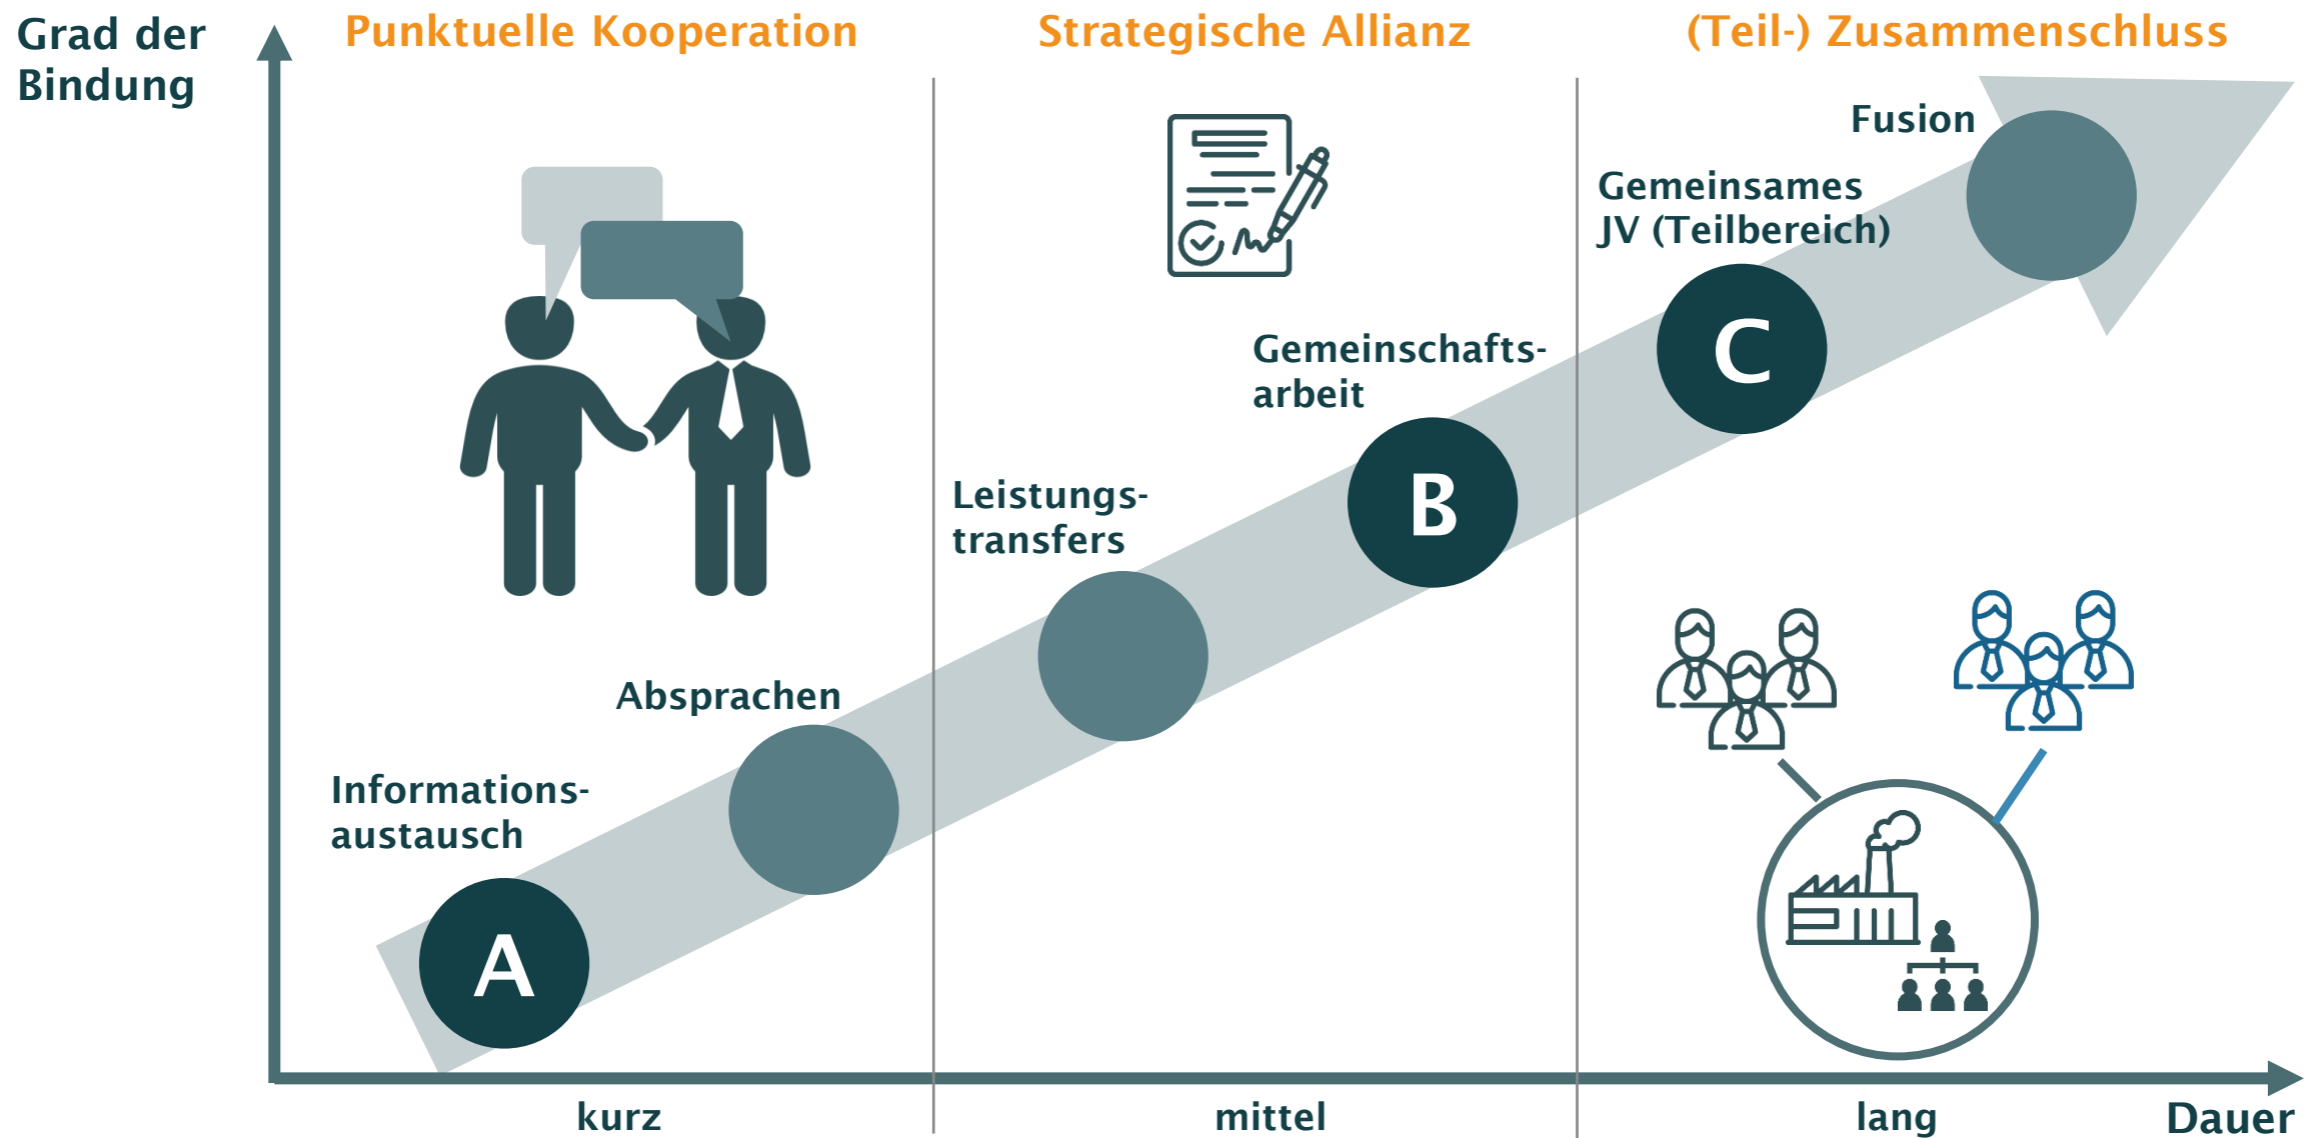 Grad der
Bindung
Punktuelle Kooperation
Strategische Allianz
(Teil-) Zusammenschluss
Fusion
Gemeinsames
JV (Teilbereich)
C
Gemeinschafts-
arbeit
B
Leistungs-
transfers
Absprachen
Informations-
austausch
A
kurz
mittel
lang
Dauer